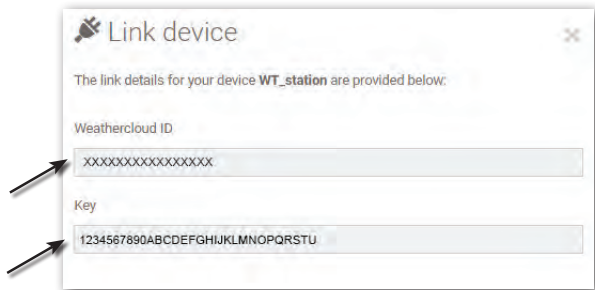 Link device
The link details for your device WT_station are provided below:
Weathercloud ID
XXXXXXXXXXXXXXXX
Key
1234567890ABCDEFGHIJKLMNOPQRSTU